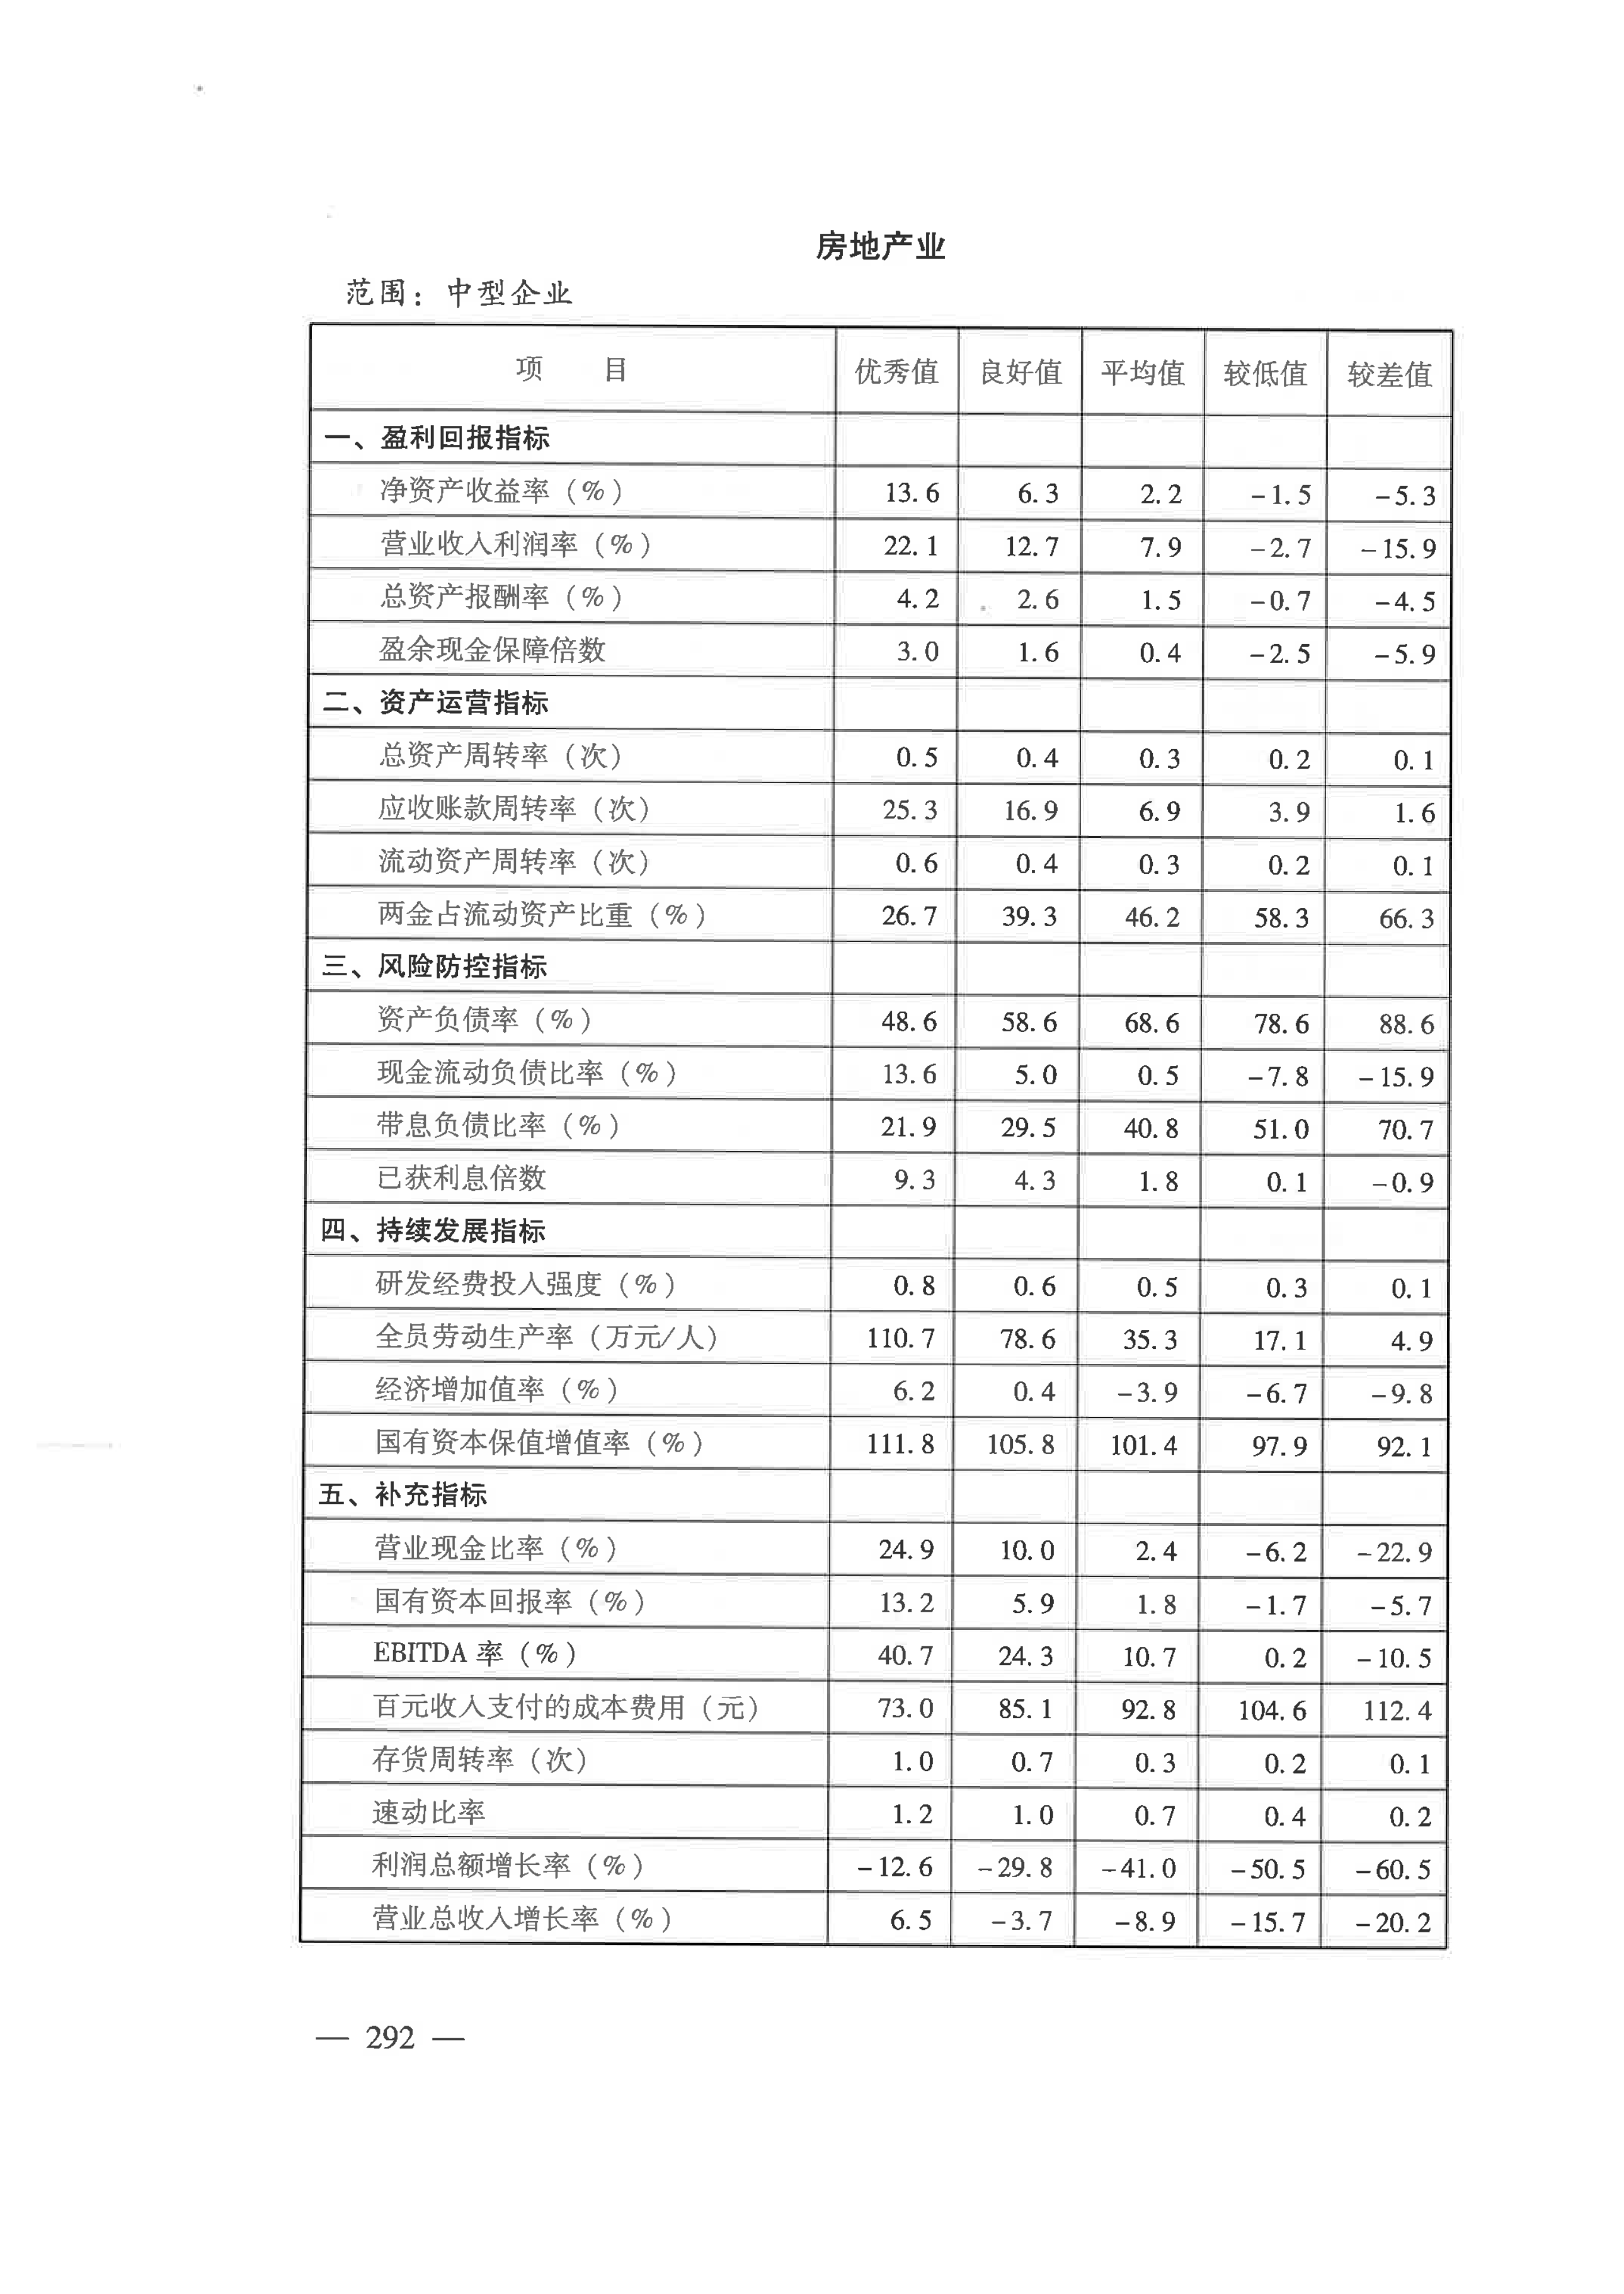 房地产业
范围：中型企业
项 目 优秀值 良好值 平均值 较低值 较差值
一、盈利回报指标
净资产收益率（%） 13.6 6.3 2.2 -1.5 -5.3
营业收入利润率（%） 22.1 12.7 7.9 -2.7 -15.9
总资产报酬率（%） 4.2 2.6 1.5 -0.7 -4.5
盈余现金保障倍数 3.0 1.6 0.4 -2.5 -5.9
二、资产运营指标
总资产周转率（次） 0.5 0.4 0.3 0.2 0.1
应收账款周转率（次） 25.3 16.9 6.9 3.9 1.6
流动资产周转率（次） 0.6 0.4 0.3 0.2 0.1
两金占流动资产比重（%） 26.7 39.3 46.2 58.3 66.3
三、风险防控指标
资产负债率（%） 48.6 58.6 68.6 78.6 88.6
现金流动负债比率（%） 13.6 5.0 0.5 -7.8 -15.9
带息负债比率（%） 21.9 29.5 40.8 51.0 70.7
已获利息倍数 9.3 4.3 1.8 0.1 -0.9
四、持续发展指标
研发经费投入强度（%） 0.8 0.6 0.5 0.3 0.1
全员劳动生产率（万元/人） 110.7 78.6 35.3 17.1 4.9
经济增加值率（%） 6.2 0.4 -3.9 -6.7 -9.8
国有资本保值增值率（%） 111.8 105.8 101.4 97.9 92.1
五、补充指标
营业现金比率（%） 24.9 10.0 2.4 -6.2 -22.9
国有资本回报率（%） 13.2 5.9 1.8 -1.7 -5.7
EBITDA 率（%） 40.7 24.3 10.7 0.2 -10.5
百元收入支付的成本费用（元） 73.0 85.1 92.8 104.6 112.4
存货周转率（次） 1.0 0.7 0.3 0.2 0.1
速动比率 1.2 1.0 0.7 0.4 0.2
利润总额增长率（%） -12.6 -29.8 -41.0 -50.5 -60.5
营业总收入增长率（%） 6.5 -3.7 -8.9 -15.7 -20.2
— 292 —